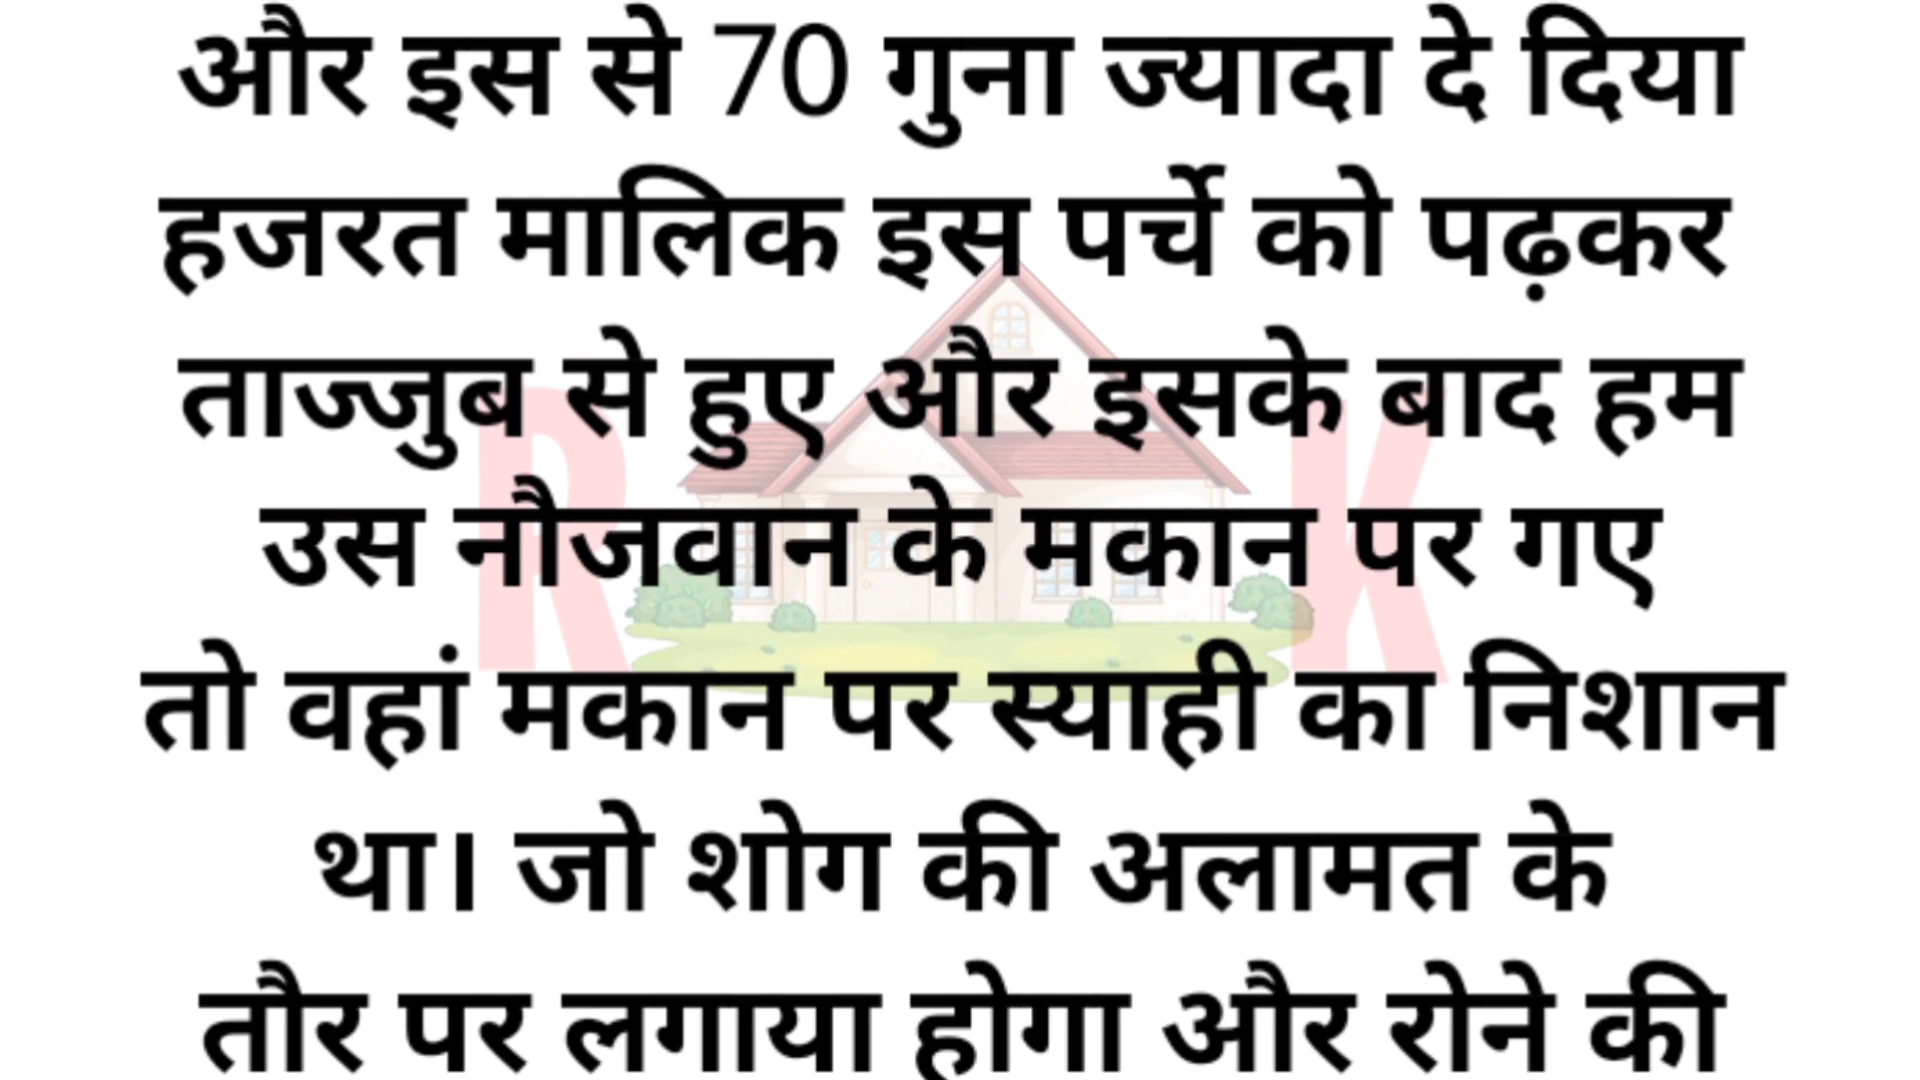 और इस से 70 गुना ज्यादा दे दिया
हजरत मालिक इस पर्चे को पढ़कर
ताज्जुब से हुए और इसके बाद हम
उस नौजवान के मकान पर गए
तो वहां मकान पर स्याही का निशान
था। जो शोग की अलामत के
तौर पर लगाया होगा और रोने की
R K